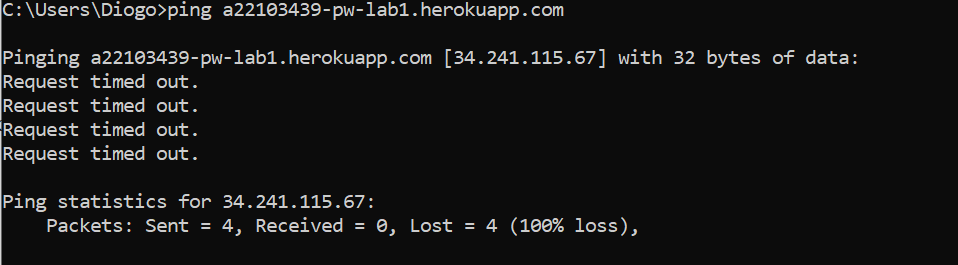 C:\Users\Diogo>ping a22103439-pw-lab1.herokuapp.com
Pinging a22103439-pw-lab1.herokuapp.com [34.241.115.67] with 32 bytes of data:
Request timed out.
Request timed out.
Request timed out.
Request timed out.
Ping statistics for 34.241.115.67:
    Packets: Sent = 4, Received = 0, Lost = 4 (100% loss),